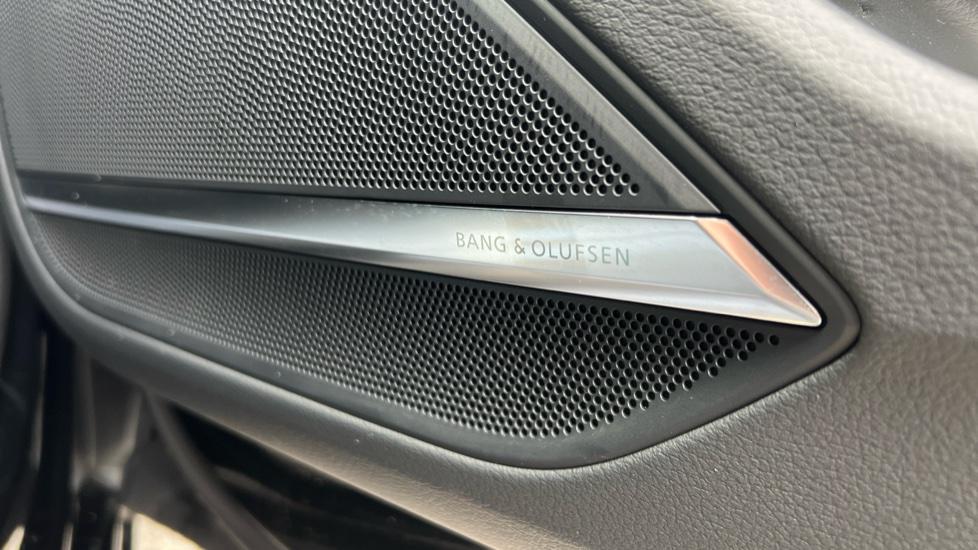 BANG & OLUFSEN